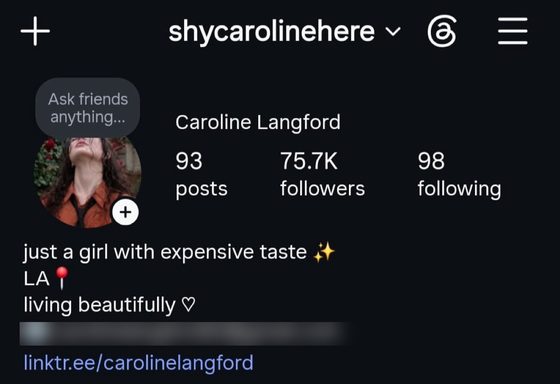 shycarolinehere
Ask friends
anything...
Caroline Langford
93 75.7K 98
posts followers following
just a girl with expensive taste ✨
LA📍
living beautifully ♡
linktr.ee/carolinelangford